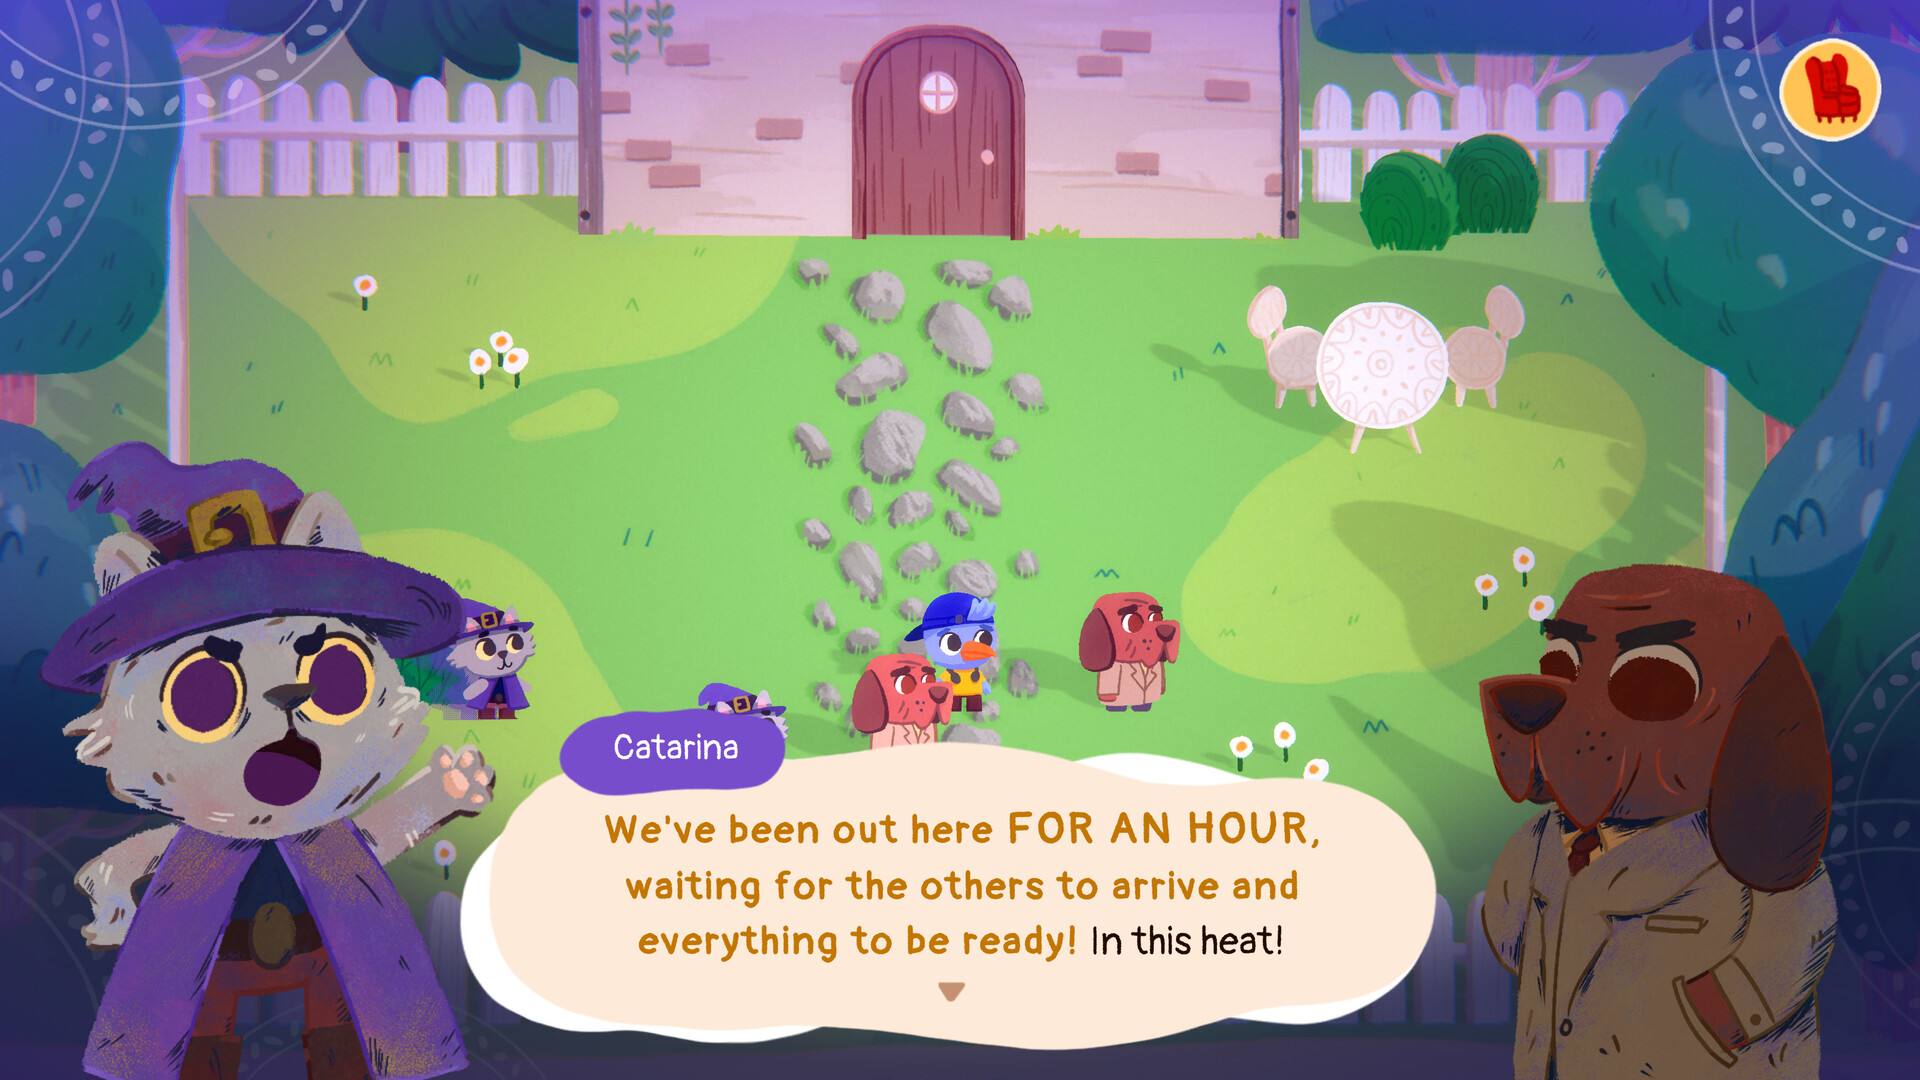 Catarina
We've been out here FOR AN HOUR,
waiting for the others to arrive and
everything to be ready! In this heat!